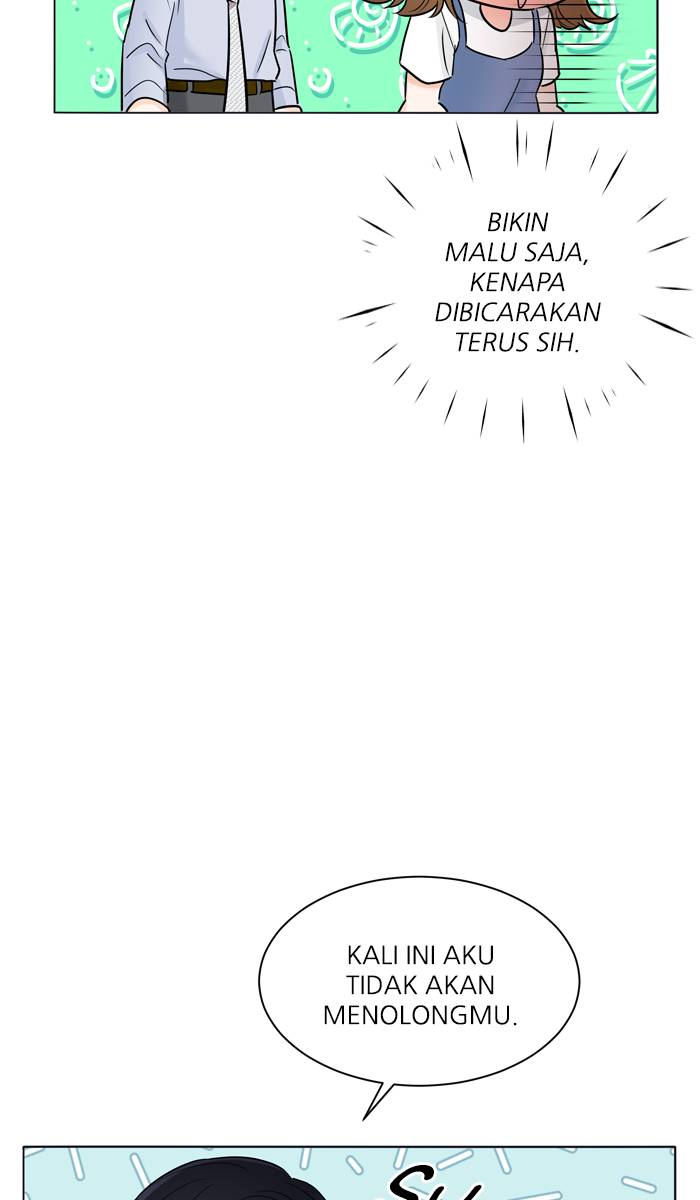 BIKIN
MALU SAJA,
KENAPA
DIBICARAKAN
TERUS SIH.
KALI INI AKU
TIDAK AKAN
MENOLONGMU.